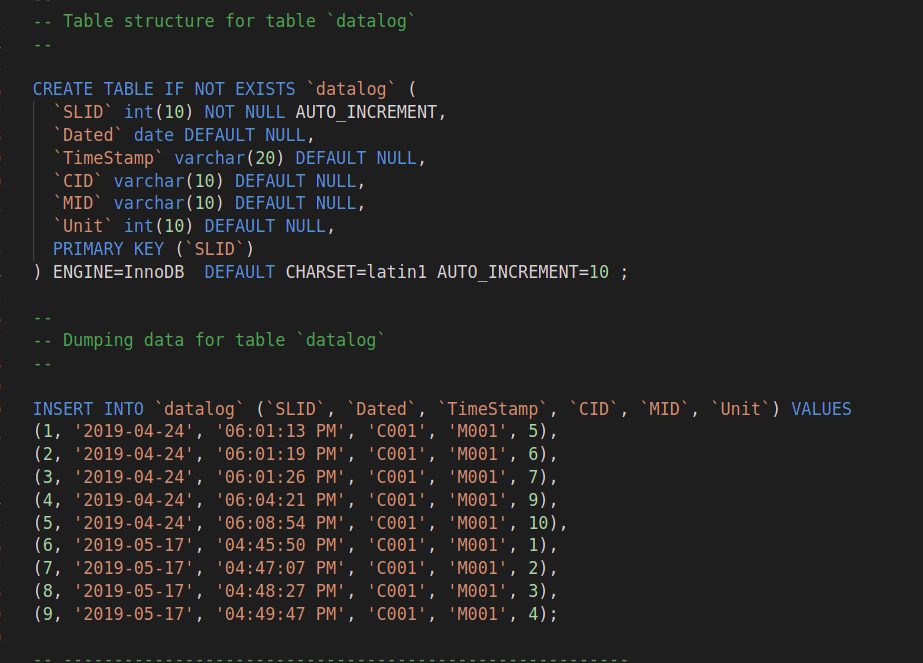 --
-- Table structure for table `datalog`
--
CREATE TABLE IF NOT EXISTS `datalog` (
`SLID` int(10) NOT NULL AUTO_INCREMENT,
`Dated` date DEFAULT NULL,
`TimeStamp` varchar(20) DEFAULT NULL,
`CID` varchar(10) DEFAULT NULL,
`MID` varchar(10) DEFAULT NULL,
`Unit` int(10) DEFAULT NULL,
PRIMARY KEY (`SLID`)
) ENGINE=InnoDB  DEFAULT CHARSET=latin1 AUTO_INCREMENT=10 ;
--
-- Dumping data for table `datalog`
--
INSERT INTO `datalog` (`SLID`, `Dated`, `TimeStamp`, `CID`, `MID`, `Unit`) VALUES
(1, '2019-04-24', '06:01:13 PM', 'C001', 'M001', 5),
(2, '2019-04-24', '06:01:19 PM', 'C001', 'M001', 6),
(3, '2019-04-24', '06:01:26 PM', 'C001', 'M001', 7),
(4, '2019-04-24', '06:04:21 PM', 'C001', 'M001', 9),
(5, '2019-04-24', '06:08:54 PM', 'C001', 'M001', 10),
(6, '2019-05-17', '04:45:50 PM', 'C001', 'M001', 1),
(7, '2019-05-17', '04:47:07 PM', 'C001', 'M001', 2),
(8, '2019-05-17', '04:48:27 PM', 'C001', 'M001', 3),
(9, '2019-05-17', '04:49:47 PM', 'C001', 'M001', 4);
-- --------------------------------------------------------